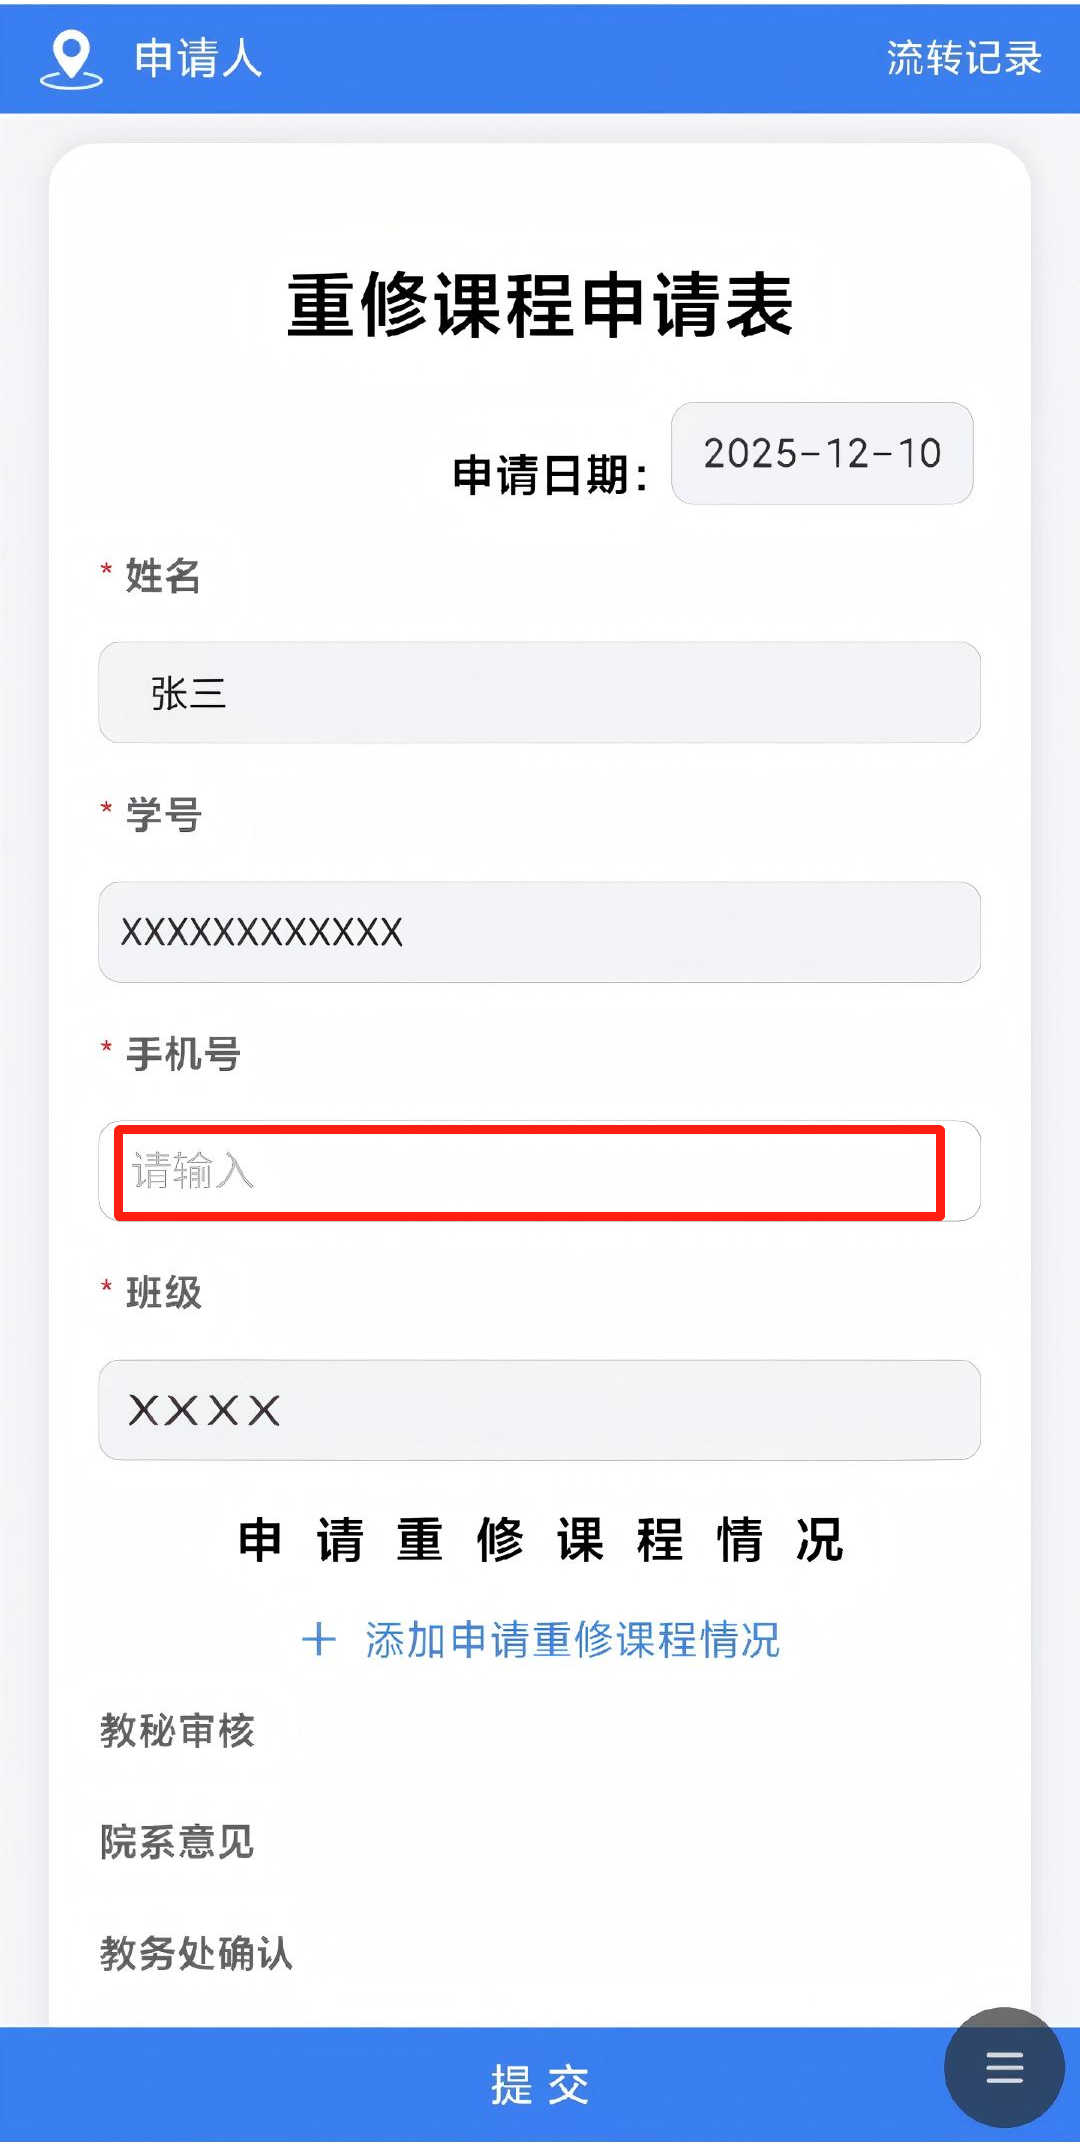 申请人
流转记录
重修课程申请表
申请日期：
2025-12-10
* 姓名
张三
* 学号
XXXXXXXXXXXX
* 手机号
请输入
* 班级
XXXX
申请重修课程情况
+ 添加申请重修课程情况
教秘审核
院系意见
教务处确认
提交